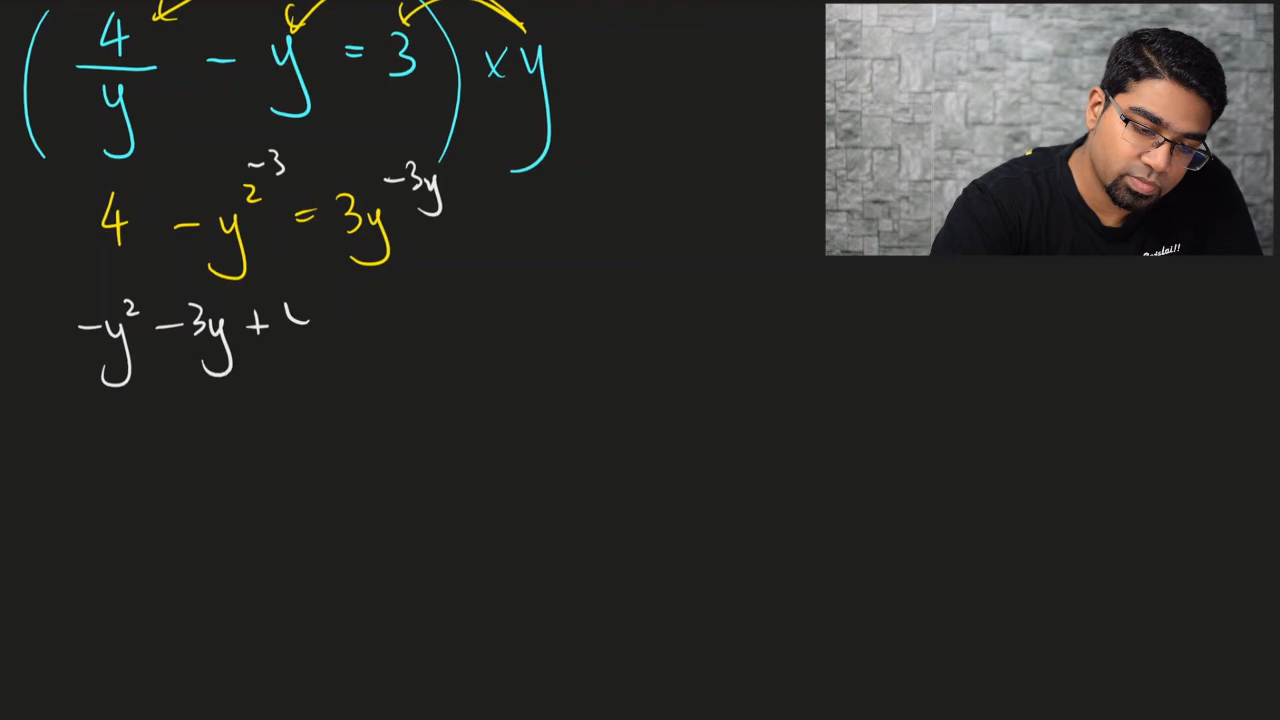 ( 4/y - y = 3 ) x y
4 - y² ⁻³ = 3y ⁻³ʸ
-y² - 3y +